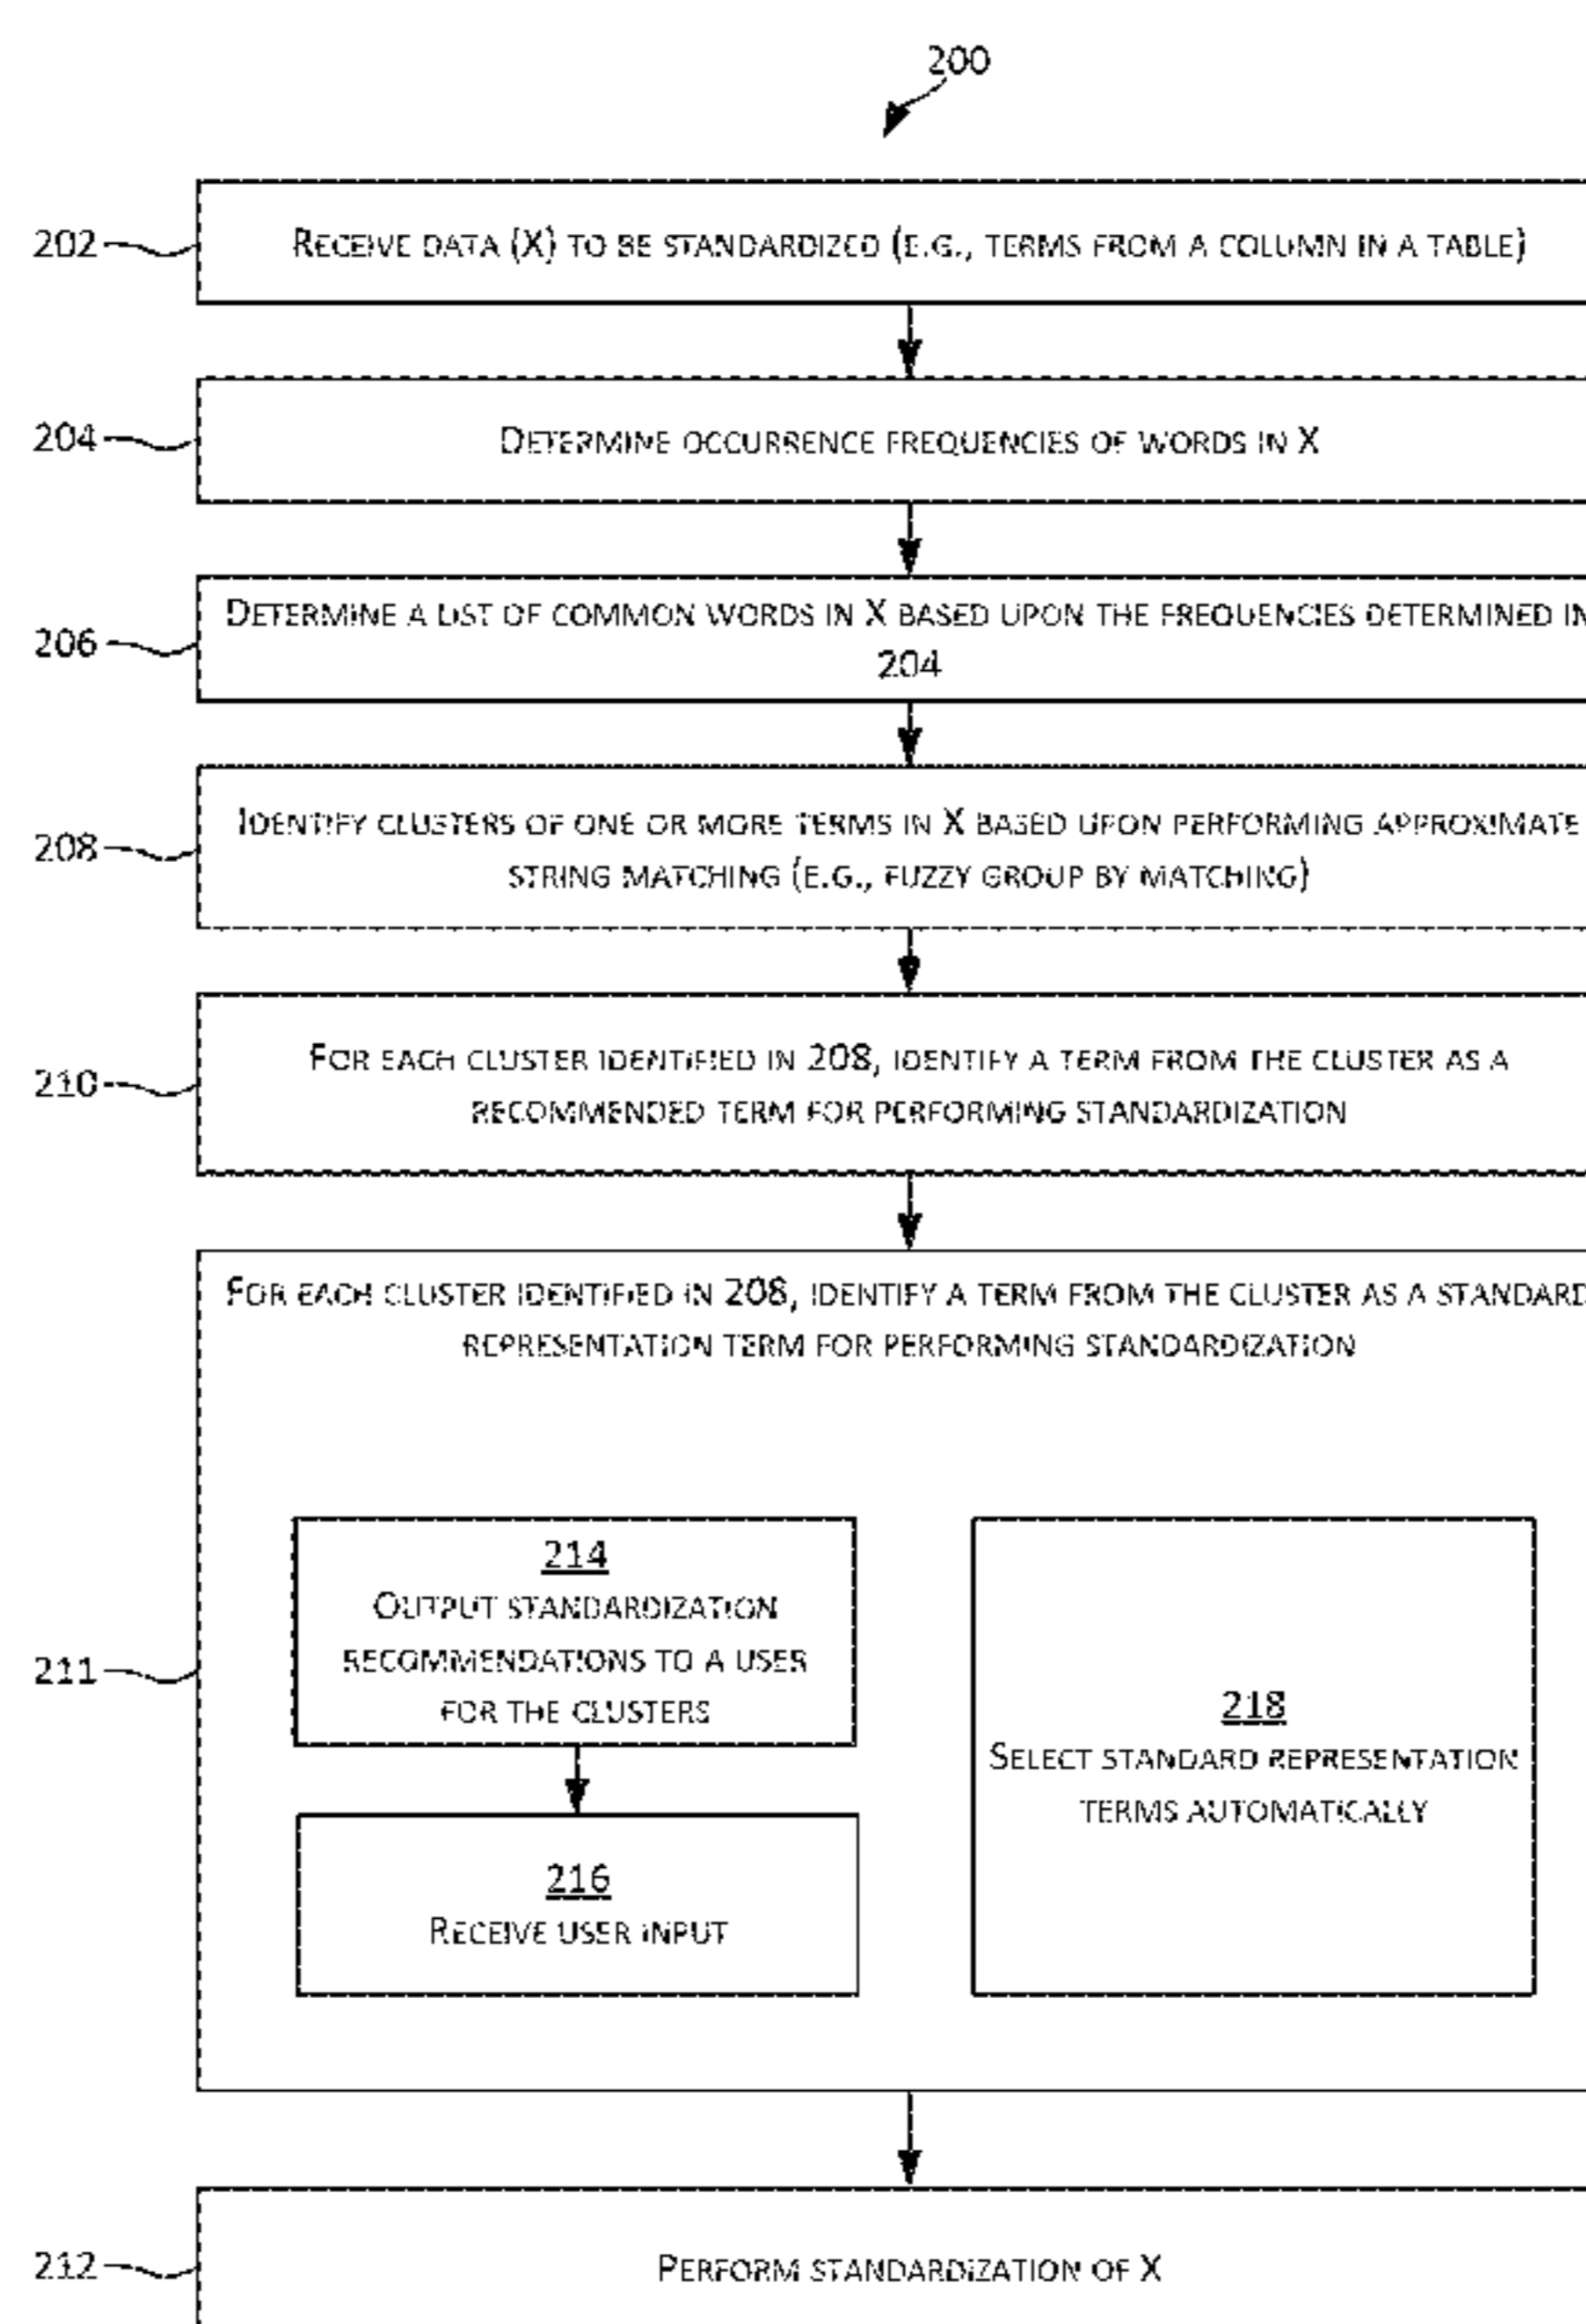 200
202
RECEIVE DATA (X) TO BE STANDARDIZED (E.G., TERMS FROM A COLUMN IN A TABLE)
204
DETERMINE OCCURRENCE FREQUENCIES OF WORDS IN X
206
DETERMINE A LIST OF COMMON WORDS IN X BASED UPON THE FREQUENCIES DETERMINED IN
204
208
IDENTIFY CLUSTERS OF ONE OR MORE TERMS IN X BASED UPON PERFORMING APPROXIMATE
STRING MATCHING (E.G., FUZZY GROUP BY MATCHING)
210
FOR EACH CLUSTER IDENTIFIED IN 208, IDENTIFY A TERM FROM THE CLUSTER AS A
RECOMMENDED TERM FOR PERFORMING STANDARDIZATION
211
FOR EACH CLUSTER IDENTIFIED IN 208, IDENTIFY A TERM FROM THE CLUSTER AS A STANDARD
REPRESENTATION TERM FOR PERFORMING STANDARDIZATION
214
OUTPUT STANDARDIZATION
RECOMMENDATIONS TO A USER
FOR THE CLUSTERS
216
RECEIVE USER INPUT
218
SELECT STANDARD REPRESENTATION
TERMS AUTOMATICALLY
212
PERFORM STANDARDIZATION OF X